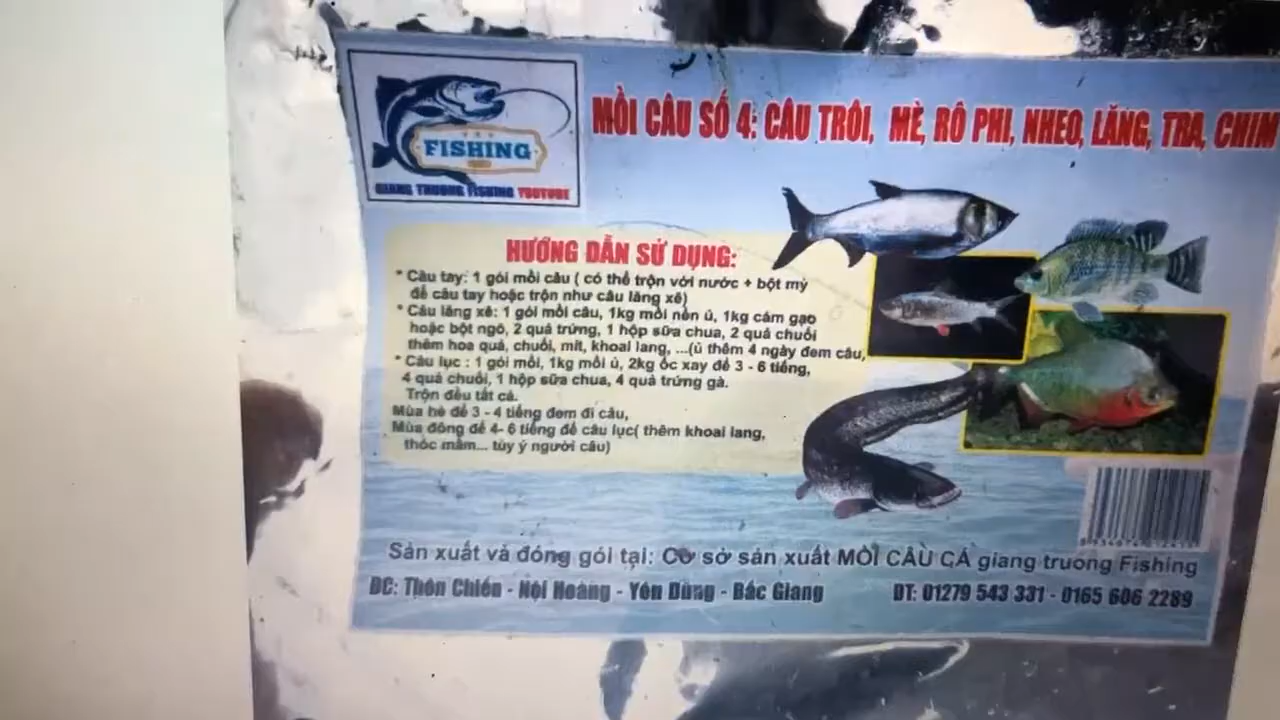 FISHING
GIANG TRUONG FISHING YOUTUBE
MỒI CÂU SỐ 4: CÂU TRÔI, MÈ, RÔ PHI, NHEO, LĂNG, TRA, CHIM
HƯỚNG DẪN SỬ DỤNG:
* Câu tay: 1 gói mồi câu ( có thể trộn với nước + bột mỳ
để câu tay hoặc trộn như câu lăng xê)
* Câu lăng xê: 1 gói mồi câu, 1kg mồi nền ủ, 1kg cám gạo
hoặc bột ngô, 2 quả trứng, 1 hộp sữa chua, 2 quả chuối
thêm hoa quả, chuối, mít, khoai lang, ...(ủ thêm 4 ngày đem câu,
* Câu lục : 1 gói mồi, 1kg mồi ủ, 2kg ốc xay để 3 - 6 tiếng,
4 quả chuối, 1 hộp sữa chua, 4 quả trứng gà.
Trộn đều tất cả.
Mùa hè để 3 - 4 tiếng đem đi câu,
Mùa đông để 4- 6 tiếng để câu lục( thêm khoai lang,
thóc mầm... tùy ý người câu)
Sản xuất và đóng gói tại: Cơ sở sản xuất MỒI CÂU CÁ giang truong Fishing
ĐC: Thôn Chiền - Nội Hoàng - Yên Dũng - Bắc Giang
ĐT: 01279 543 331 - 0165 606 2289